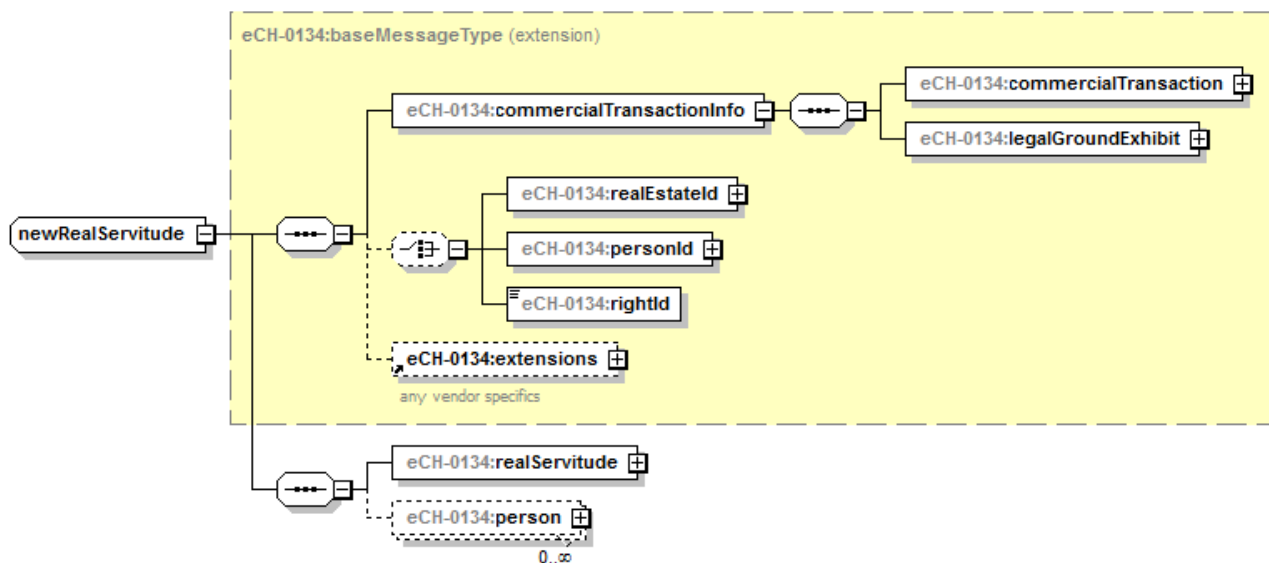 eCH-0134:baseMessageType (extension)
eCH-0134:commercialTransactionInfo
eCH-0134:commercialTransaction
eCH-0134:legalGroundExhibit
eCH-0134:realEstateId
newRealServitude
eCH-0134:personId
eCH-0134:rightId
eCH-0134:extensions
any vendor specifics
eCH-0134:realServitude
eCH-0134:person
0..∞